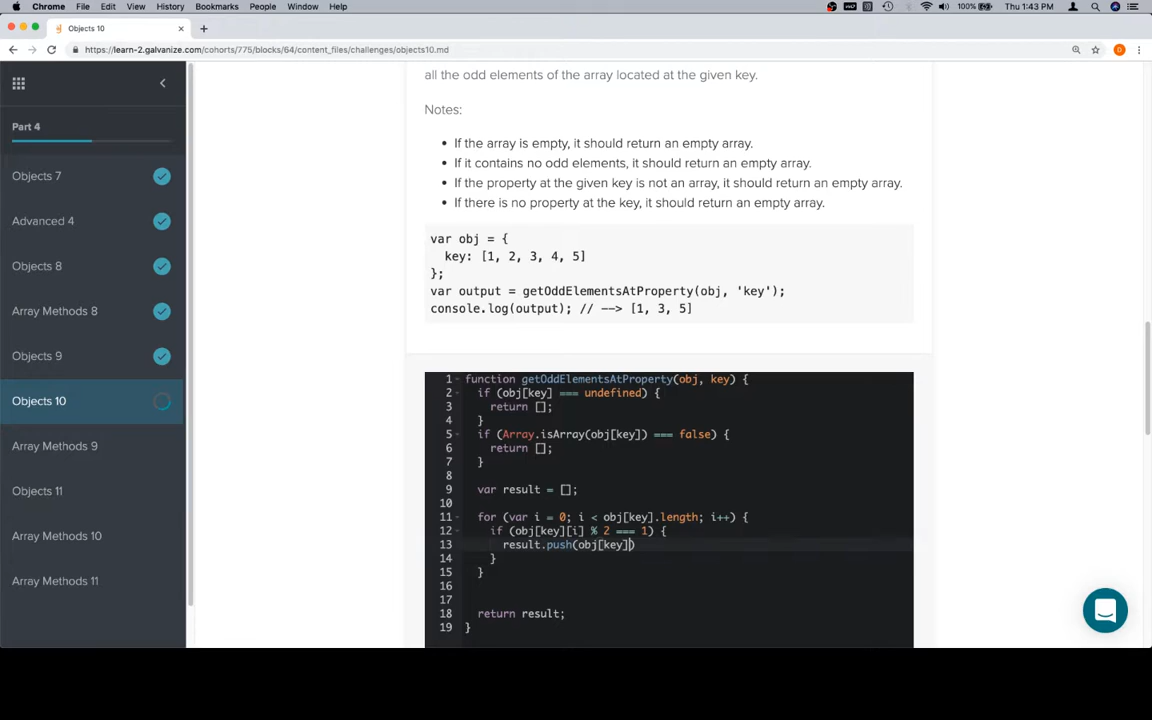 Chrome File Edit View History Bookmarks People Window Help
100% Thu 1:43 PM
Objects 10
https://learn-2.galvanize.com/cohorts/775/blocks/64/content_files/challenges/objects10.md
all the odd elements of the array located at the given key.
Part 4
Notes:
Objects 7
Advanced 4
Objects 8
Array Methods 8
Objects 9
Objects 10
Array Methods 9
Objects 11
Array Methods 10
Array Methods 11
• If the array is empty, it should return an empty array.
• If it contains no odd elements, it should return an empty array.
• If the property at the given key is not an array, it should return an empty array.
• If there is no property at the key, it should return an empty array.
var obj = {
  key: [1, 2, 3, 4, 5]
};
var output = getOddElementsAtProperty(obj, 'key');
console.log(output); // --> [1, 3, 5]
1 function getOddElementsAtProperty(obj, key) {
2   if (obj[key] === undefined) {
3     return [];
4   }
5   if (Array.isArray(obj[key]) === false) {
6     return [];
7   }
8
9   var result = [];
10
11   for (var i = 0; i < obj[key].length; i++) {
12     if (obj[key][i] % 2 === 1) {
13       result.push(obj[key])
14     }
15   }
16
17
18   return result;
19 }